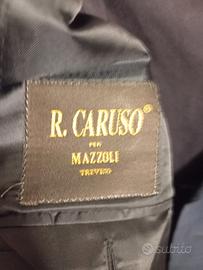 R. CARUSO®
PER
MAZZOLI
TREVISO
subito